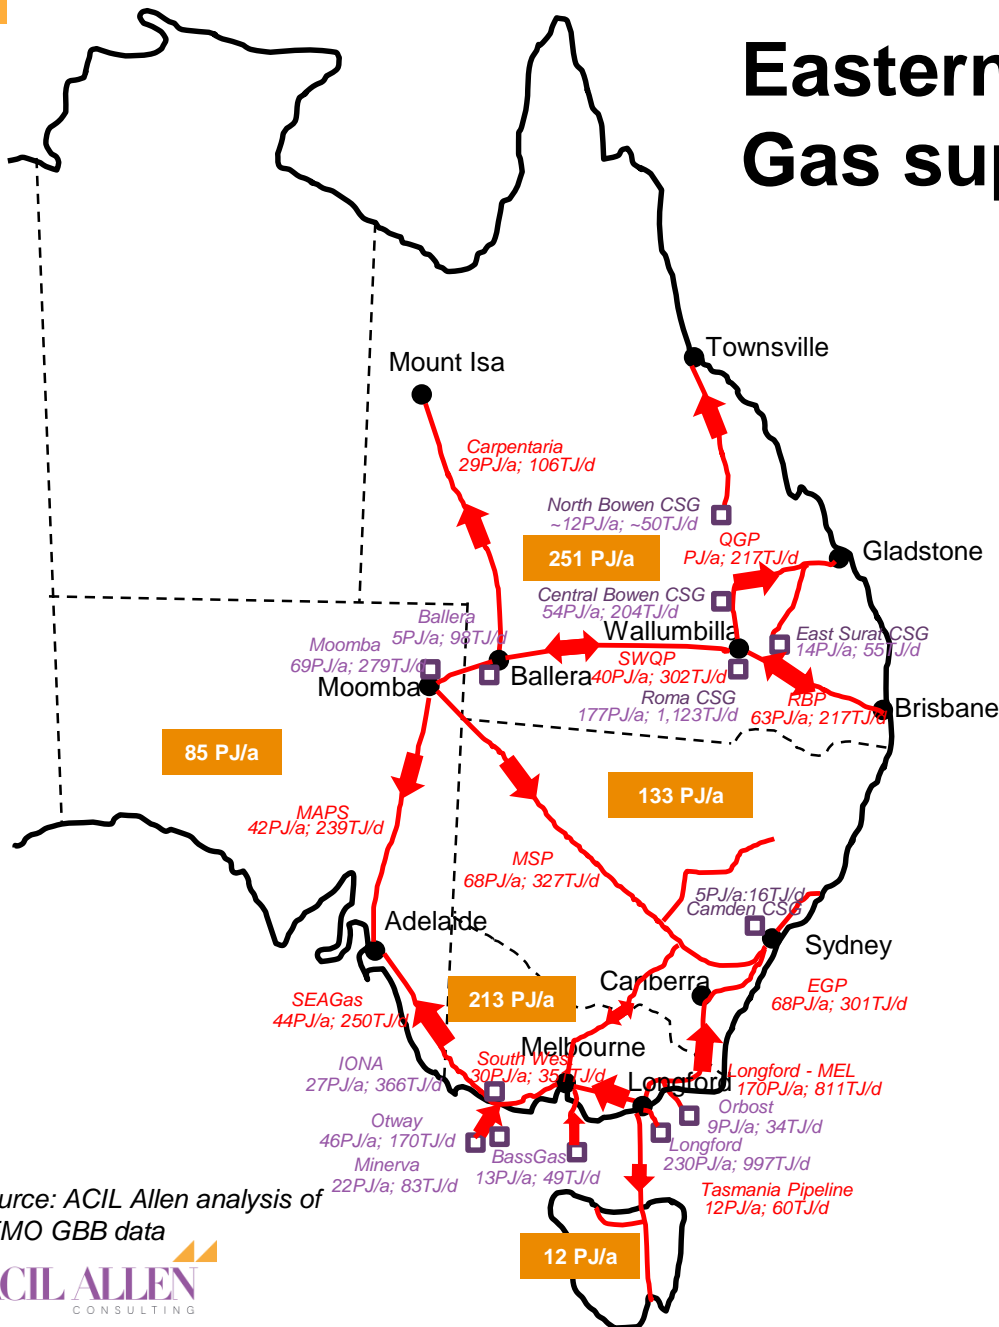 Eastern
Gas sup
Townsville
Mount Isa
Carpentaria
29PJ/a; 106TJ/d
North Bowen CSG
~12PJ/a; ~50TJ/d
QGP
PJ/a; 217TJ/d
Gladstone
251 PJ/a
Central Bowen CSG
54PJ/a; 204TJ/d
Ballera
5PJ/a; 98TJ/d
Moomba
69PJ/a; 279TJ/d
Moomba
Ballera
Wallumbilla
SWQP
40PJ/a; 302TJ/d
East Surat CSG
14PJ/a; 55TJ/d
Roma CSG
177PJ/a; 1,123TJ/d
RBP
63PJ/a; 217TJ/d
Brisbane
85 PJ/a
133 PJ/a
MAPS
42PJ/a; 239TJ/d
MSP
68PJ/a; 327TJ/d
5PJ/a:16TJ/d
Camden CSG
Adelaide
Sydney
Canberra
EGP
68PJ/a; 301TJ/d
213 PJ/a
SEAGas
44PJ/a; 250TJ/d
Melbourne
IONA
27PJ/a; 366TJ/d
South West
30PJ/a; 351TJ/d
Longford
Longford - MEL
170PJ/a; 811TJ/d
Orbost
9PJ/a; 34TJ/d
Otway
46PJ/a; 170TJ/d
Minerva
22PJ/a; 83TJ/d
BassGas
13PJ/a; 49TJ/d
Longford
230PJ/a; 997TJ/d
Tasmania Pipeline
12PJ/a; 60TJ/d
12 PJ/a
urce: ACIL Allen analysis of
EMO GBB data
ACIL ALLEN
CONSULTING